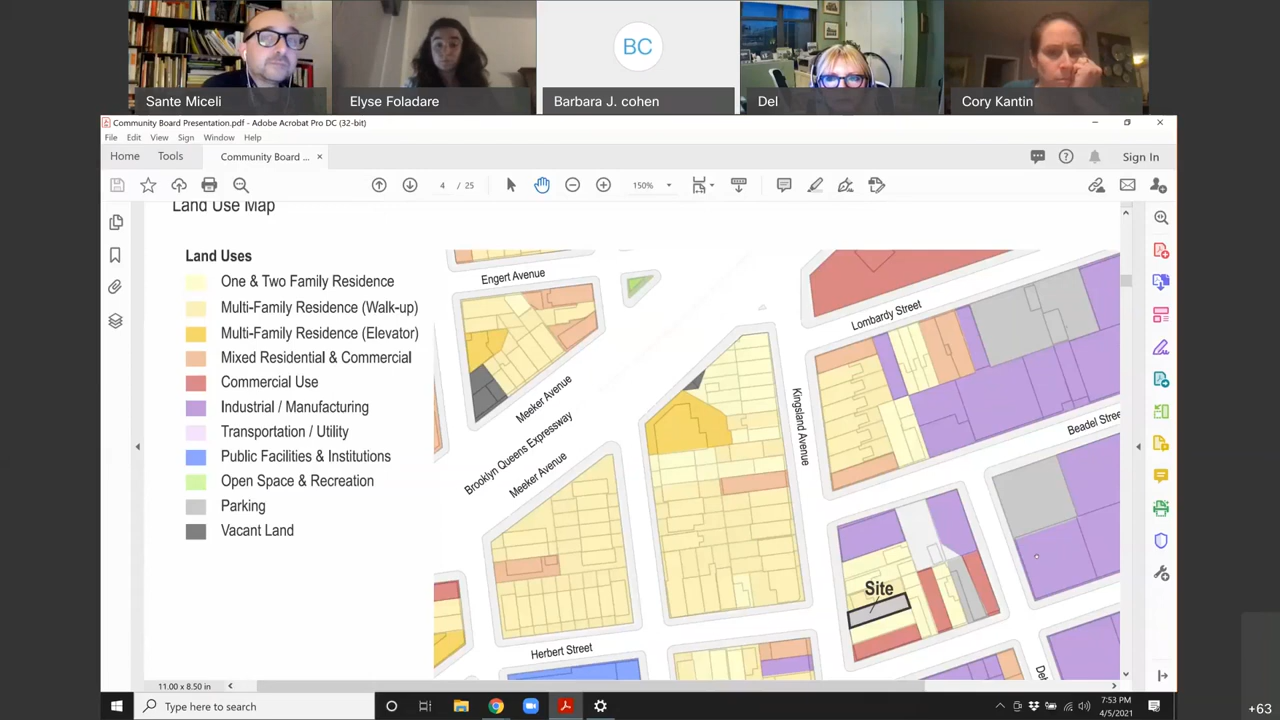 BC
Sante Miceli
Elyse Foladare
Barbara J. cohen
Del
Cory Kantin
Community Board Presentation.pdf - Adobe Acrobat Pro DC (32-bit)
File Edit View Sign Window Help
Home Tools Community Board ... × Sign In
4 / 25 150%
Land Use Map
Land Uses
One & Two Family Residence
Multi-Family Residence (Walk-up)
Multi-Family Residence (Elevator)
Mixed Residential & Commercial
Commercial Use
Industrial / Manufacturing
Transportation / Utility
Public Facilities & Institutions
Open Space & Recreation
Parking
Vacant Land
Engert Avenue
Lombardy Street
Meeker Avenue
Brooklyn Queens Expressway
Meeker Avenue
Kingsland Avenue
Beadel Stree
Site
Herbert Street
De
11.00 x 8.50 in
Type here to search
7:53 PM
4/5/2021
+63